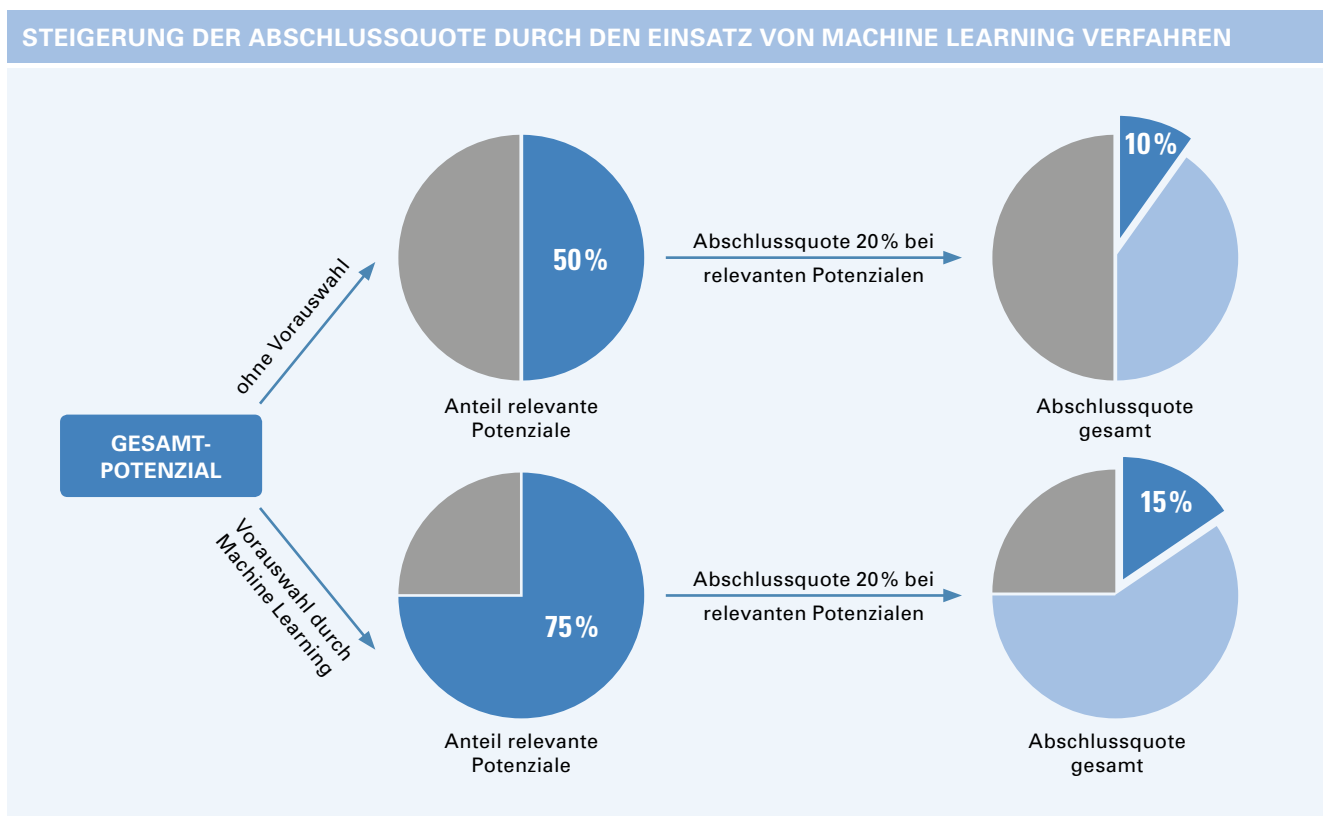 STEIGERUNG DER ABSCHLUSSQUOTE DURCH DEN EINSATZ VON MACHINE LEARNING VERFAHREN
ohne Vorauswahl
50%
Anteil relevante
Potenziale
Abschlussquote 20% bei
relevanten Potenzialen
10%
Abschlussquote
gesamt
GESAMT-
POTENZIAL
Vorauswahl durch
Machine Learning
75%
Anteil relevante
Potenziale
Abschlussquote 20% bei
relevanten Potenzialen
15%
Abschlussquote
gesamt